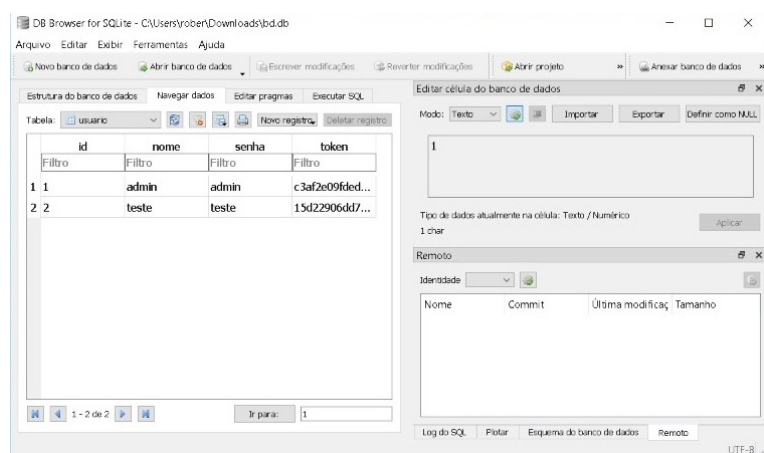 DB Browser for SQLite - C:\Users\rober\Downloads\bd.db
Arquivo Editar Exibir Ferramentas Ajuda
Novo banco de dados Abrir banco de dados Escrever modificações Reverter modificações Abrir projeto » Anexar banco de dados »
Estrutura do banco de dados Navegar dados Editar pragmas Executar SQL
Tabela: usuario Novo registro Deletar registro
id nome senha token
Filtro Filtro Filtro Filtro
1 1 admin admin c3af2e09fded...
2 2 teste teste 15d22906dd7...
1 - 2 de 2 Ir para: 1
Editar célula do banco de dados
Modo: Texto Importar Exportar Definir como NULL
1
Tipo de dados atualmente na célula: Texto / Numérico
1 char
Aplicar
Remoto
Identidade
Nome Commit Última modificaç Tamanho
Log do SQL Plotar Esquema do banco de dados Remoto
UTF-8